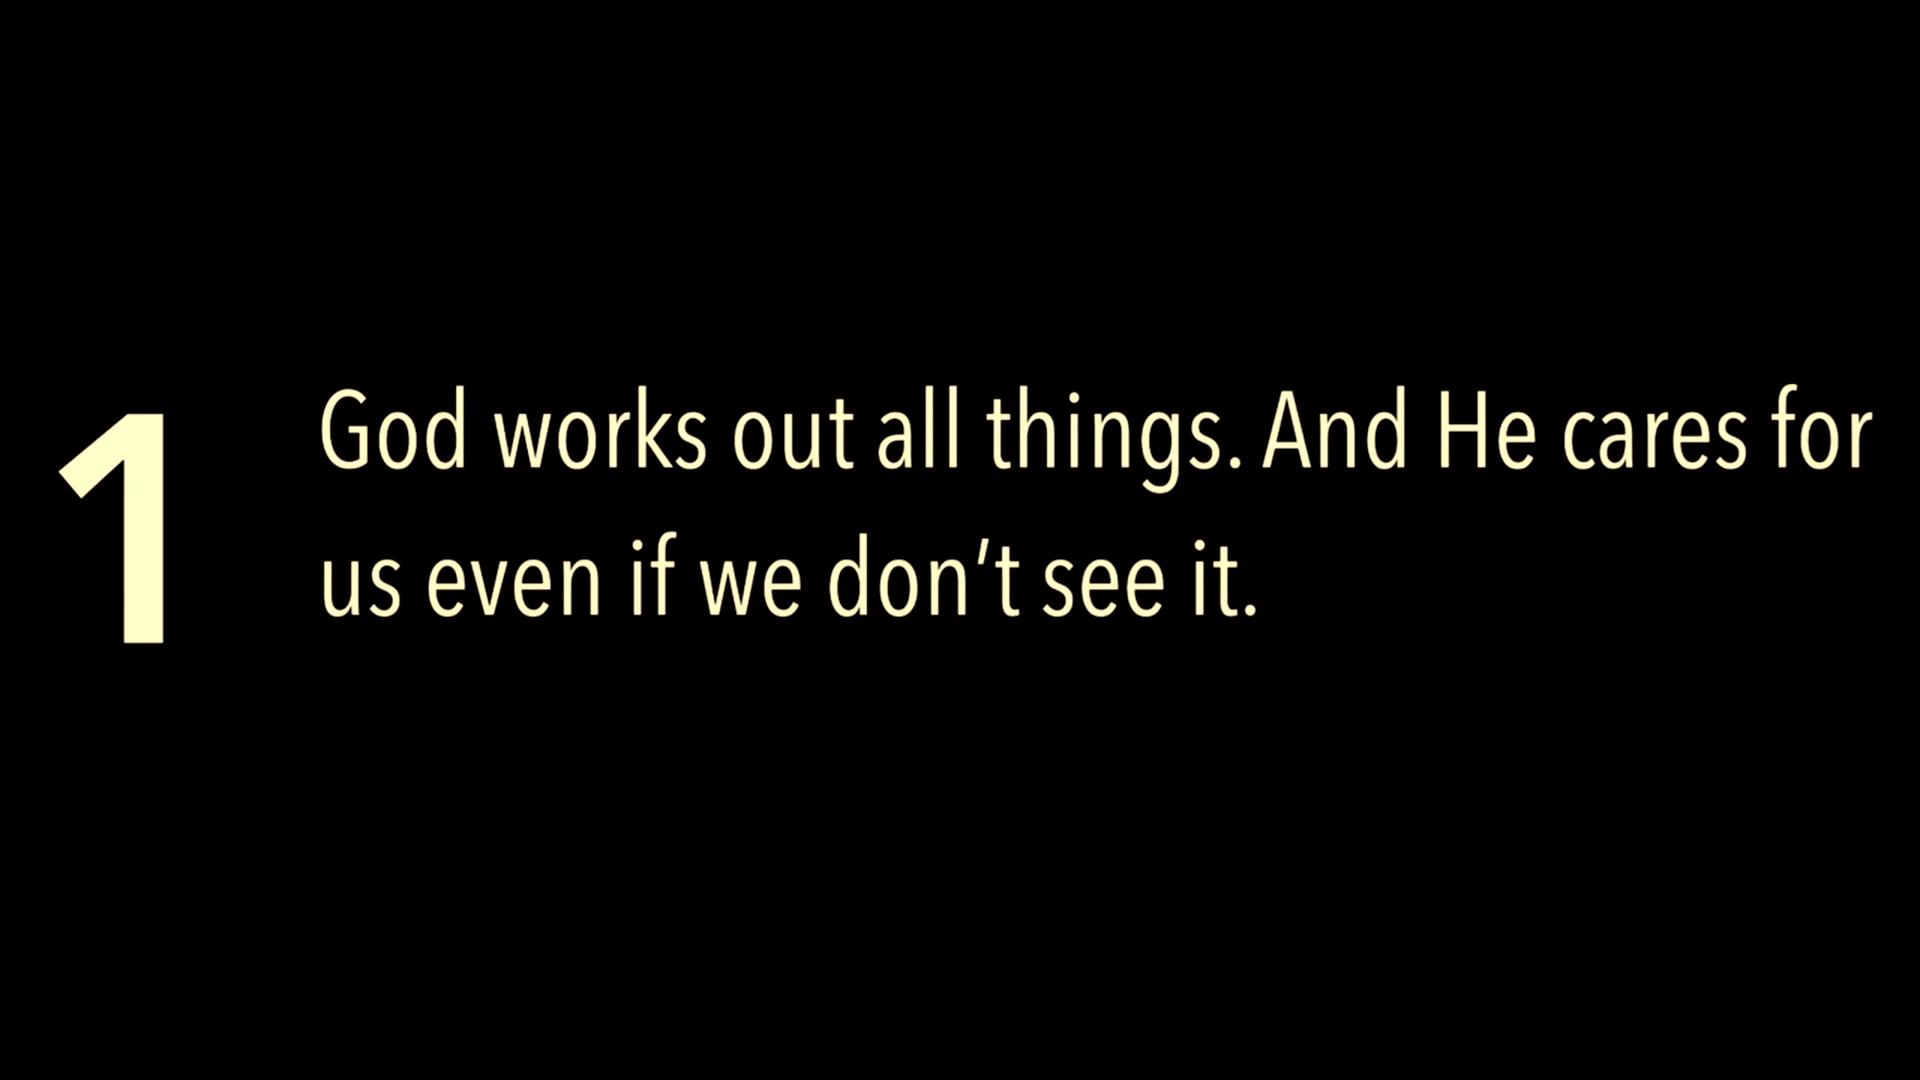 1
God works out all things. And He cares for
us even if we don’t see it.